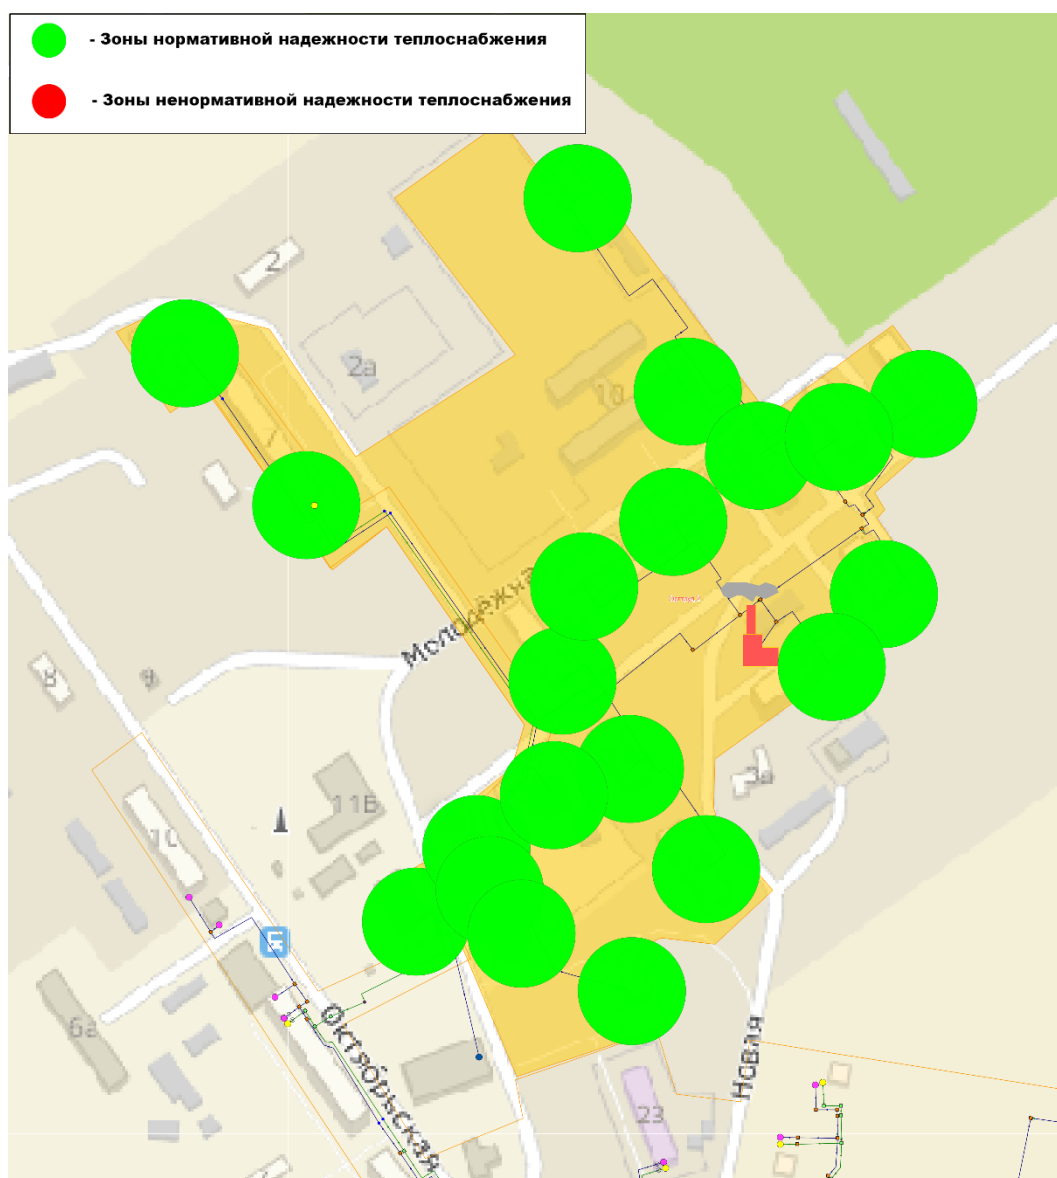 - Зоны нормативной надежности теплоснабжения
- Зоны ненормативной надежности теплоснабжения
2
2а
10
Молодежна
8
9
3а
11Б
10
6а
Октябрьская
Новая
23